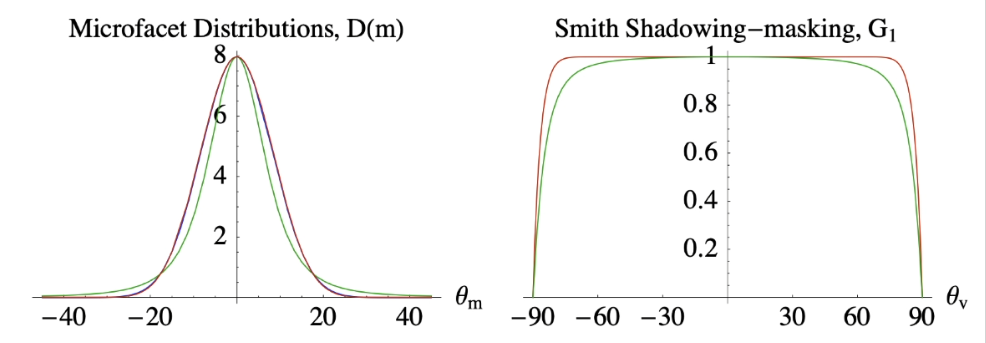 Microfacet Distributions, D(m)
8
6
4
2
−40 −20 20 40 θm
Smith Shadowing−masking, G1
1
0.8
0.6
0.4
0.2
−90 −60 −30 30 60 90 θv